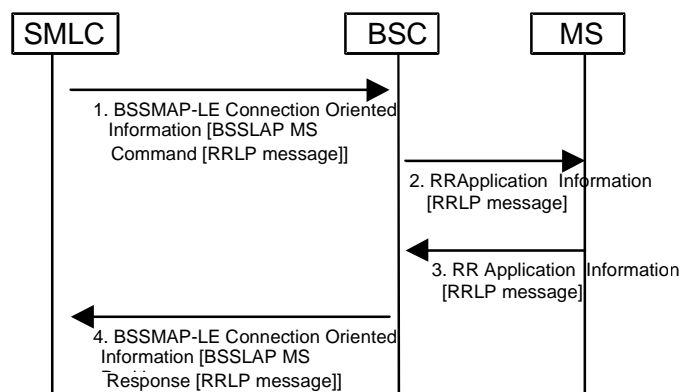 SMLC
BSC
MS
1. BSSMAP-LE Connection Oriented
Information [BSSLAP MS
Command [RRLP message]]
2. RRApplication Information
[RRLP message]
3. RR Application Information
[RRLP message]
4. BSSMAP-LE Connection Oriented
Information [BSSLAP MS
Response [RRLP message]]